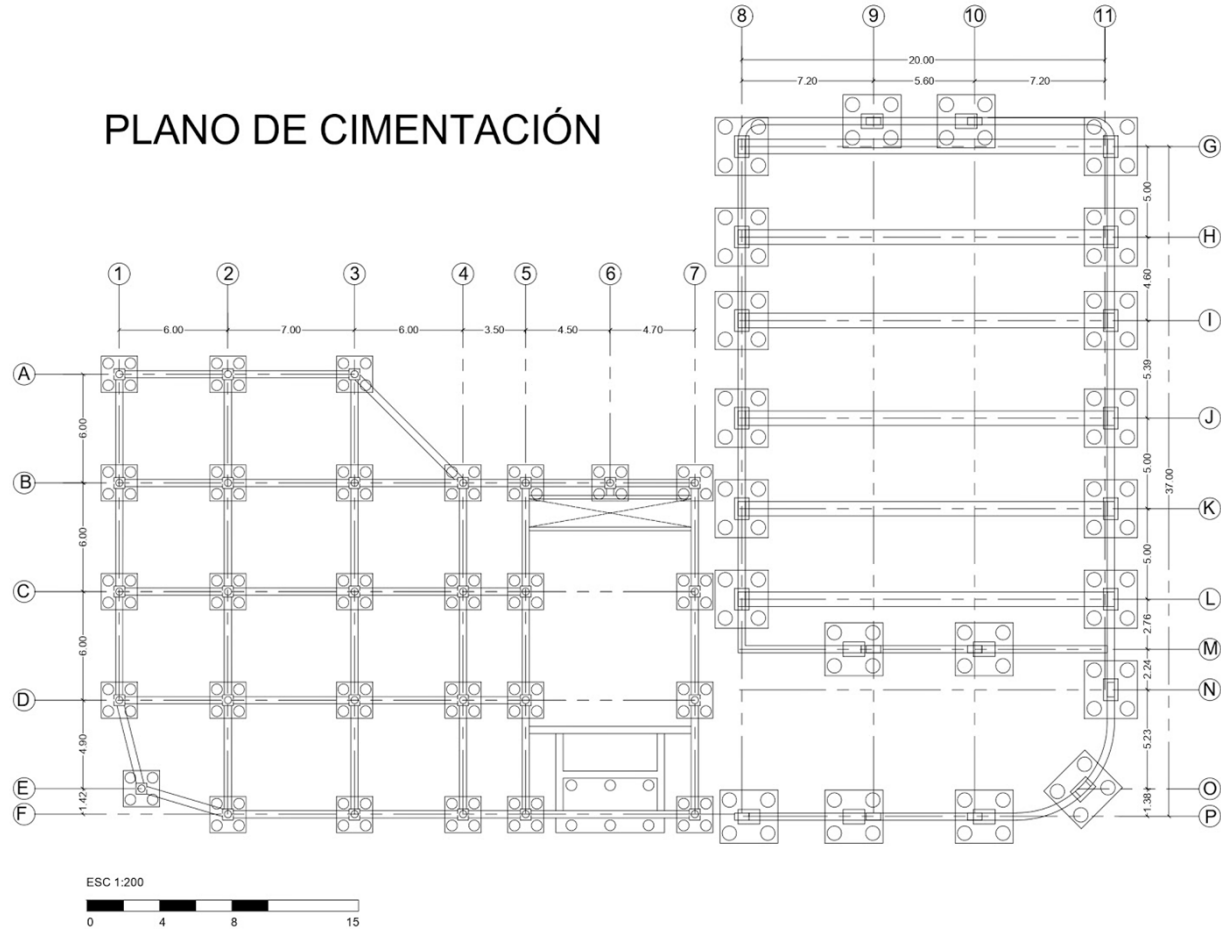 8 9 10 11
20.00
7.20 5.60 7.20
PLANO DE CIMENTACIÓN
G
5.00
H
4.60
I
5.39
J
5.00
37.00
K
5.00
L
2.76
M
2.24
N
5.23
O
1.38
P
1 2 3 4 5 6 7
6.00 7.00 6.00 3.50 4.50 4.70
A
6.00
B
6.00
C
6.00
D
4.90
E
1.42
F
ESC 1:200
0 4 8 15